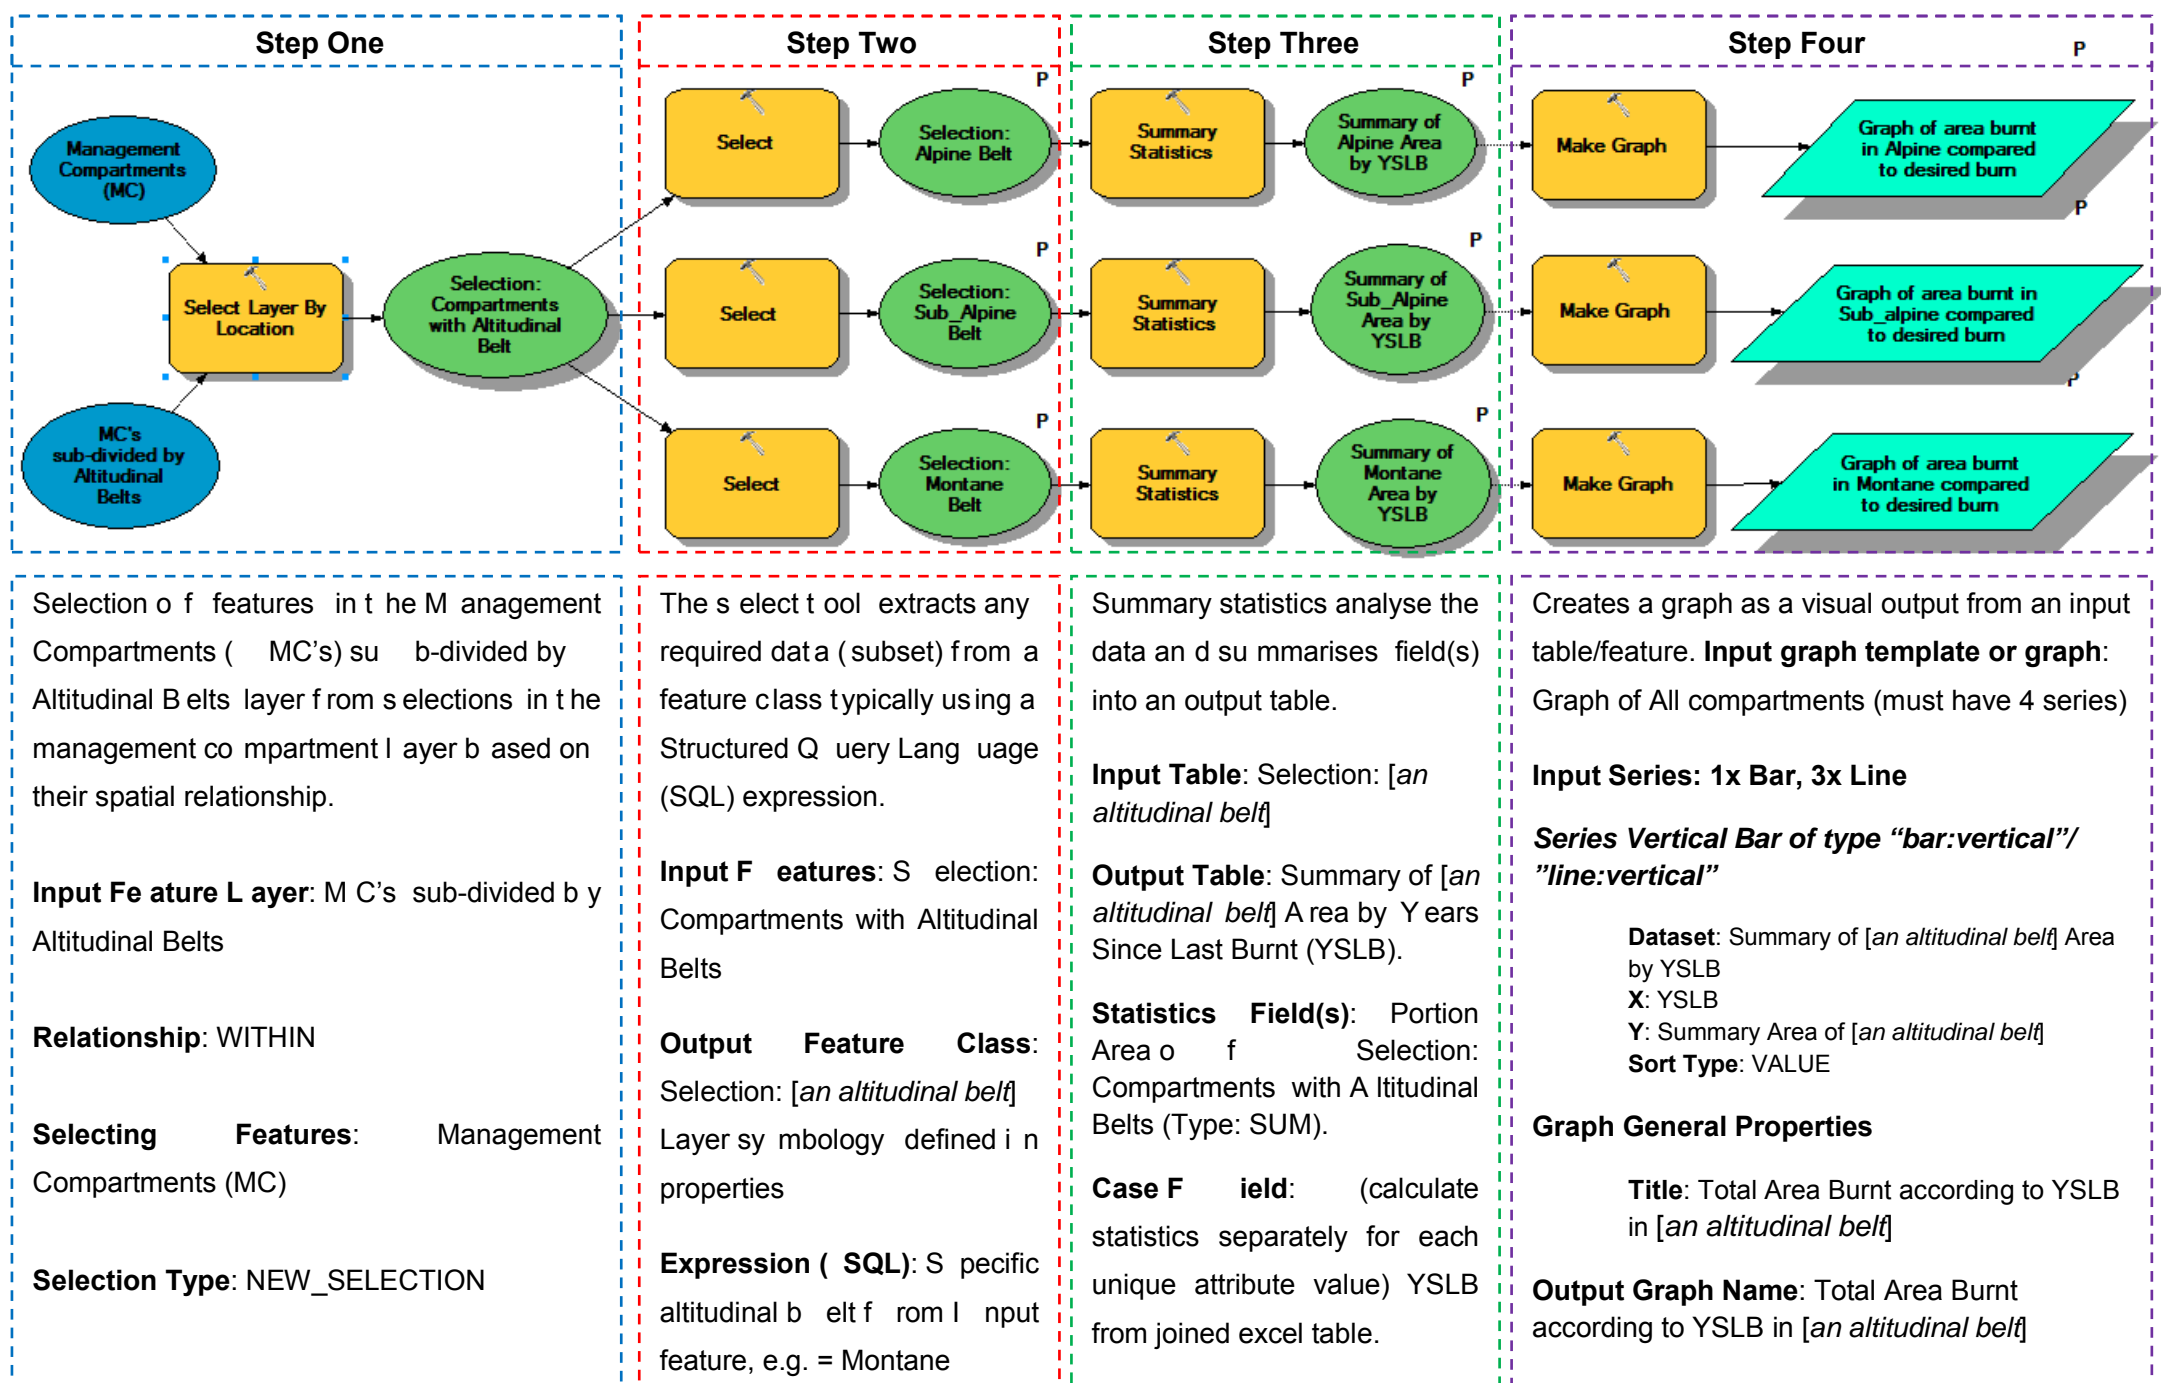 Step One
Step Two
Step Three
Step Four
P
Management
Compartments
(MC)
Select Layer By
Location
MC's
sub-divided by
Altitudinal
Belts
Selection:
Compartments
with Altitudinal
Belt
Select
P
Selection:
Alpine Belt
Summary
Statistics
P
Summary of
Alpine Area
by YSLB
Make Graph
Graph of area burnt
in Alpine compared
to desired burn
P
Select
P
Selection:
Sub_Alpine
Belt
Summary
Statistics
P
Summary of
Sub_Alpine
Area by
YSLB
Make Graph
Graph of area burnt in
Sub_alpine compared
to desired burn
P
Select
P
Selection:
Montane
Belt
Summary
Statistics
P
Summary of
Montane
Area by
YSLB
Make Graph
Graph of area burnt
in Montane compared
to desired burn
Selection o f features in t he M anagement
Compartments ( MC's) su b-divided by
Altitudinal B elts layer f rom s elections in t he
management co mpartment l ayer b ased on
their spatial relationship.
Input Fe ature L ayer: M C's sub-divided b y
Altitudinal Belts
Relationship: WITHIN
Selecting Features: Management
Compartments (MC)
Selection Type: NEW_SELECTION
The s elect t ool extracts any
required dat a ( subset) f rom a
feature c lass t ypically us ing a
Structured Q uery Lang uage
(SQL) expression.
Input F eatures: S election:
Compartments with Altitudinal
Belts
Output Feature Class:
Selection: [an altitudinal belt]
Layer sy mbology defined i n
properties
Expression ( SQL): S pecific
altitudinal b elt f rom I nput
feature, e.g. = Montane
Summary statistics analyse the
data an d su mmarises field(s)
into an output table.
Input Table: Selection: [an
altitudinal belt]
Output Table: Summary of [an
altitudinal belt] A rea by Y ears
Since Last Burnt (YSLB).
Statistics Field(s): Portion
Area o f Selection:
Compartments with A ltitudinal
Belts (Type: SUM).
Case F ield: (calculate
statistics separately for each
unique attribute value) YSLB
from joined excel table.
Creates a graph as a visual output from an input
table/feature. Input graph template or graph:
Graph of All compartments (must have 4 series)
Input Series: 1x Bar, 3x Line
Series Vertical Bar of type “bar:vertical”/
”line:vertical”
Dataset: Summary of [an altitudinal belt] Area
by YSLB
X: YSLB
Y: Summary Area of [an altitudinal belt]
Sort Type: VALUE
Graph General Properties
Title: Total Area Burnt according to YSLB
in [an altitudinal belt]
Output Graph Name: Total Area Burnt
according to YSLB in [an altitudinal belt]